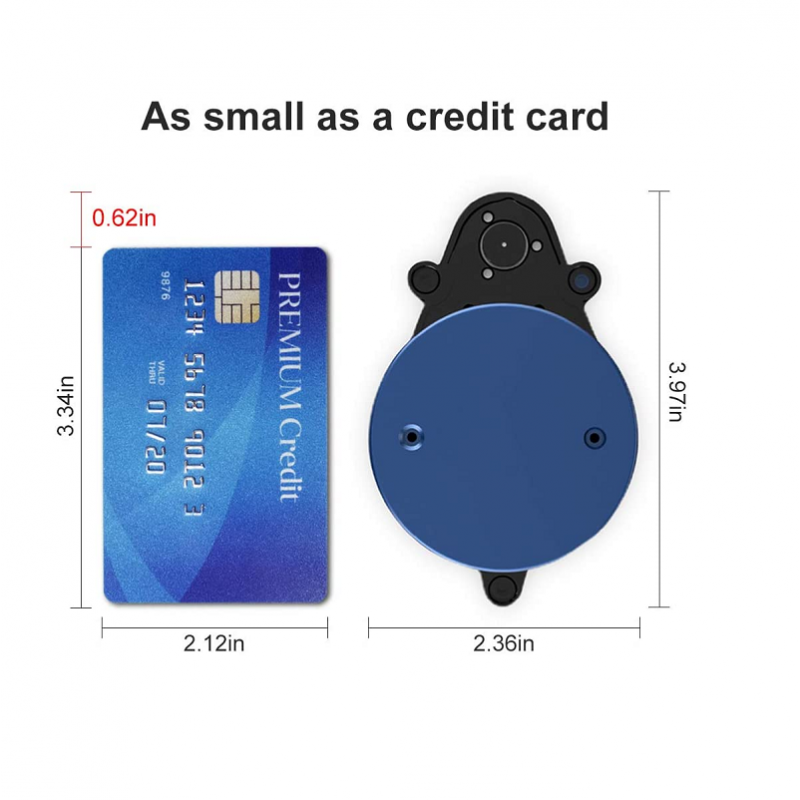 As small as a credit card
0.62in
3.34in
PREMIUM Credit
1234 5678 9012 3
9876
VALID
THRU
07/20
3.97in
2.12in
2.36in